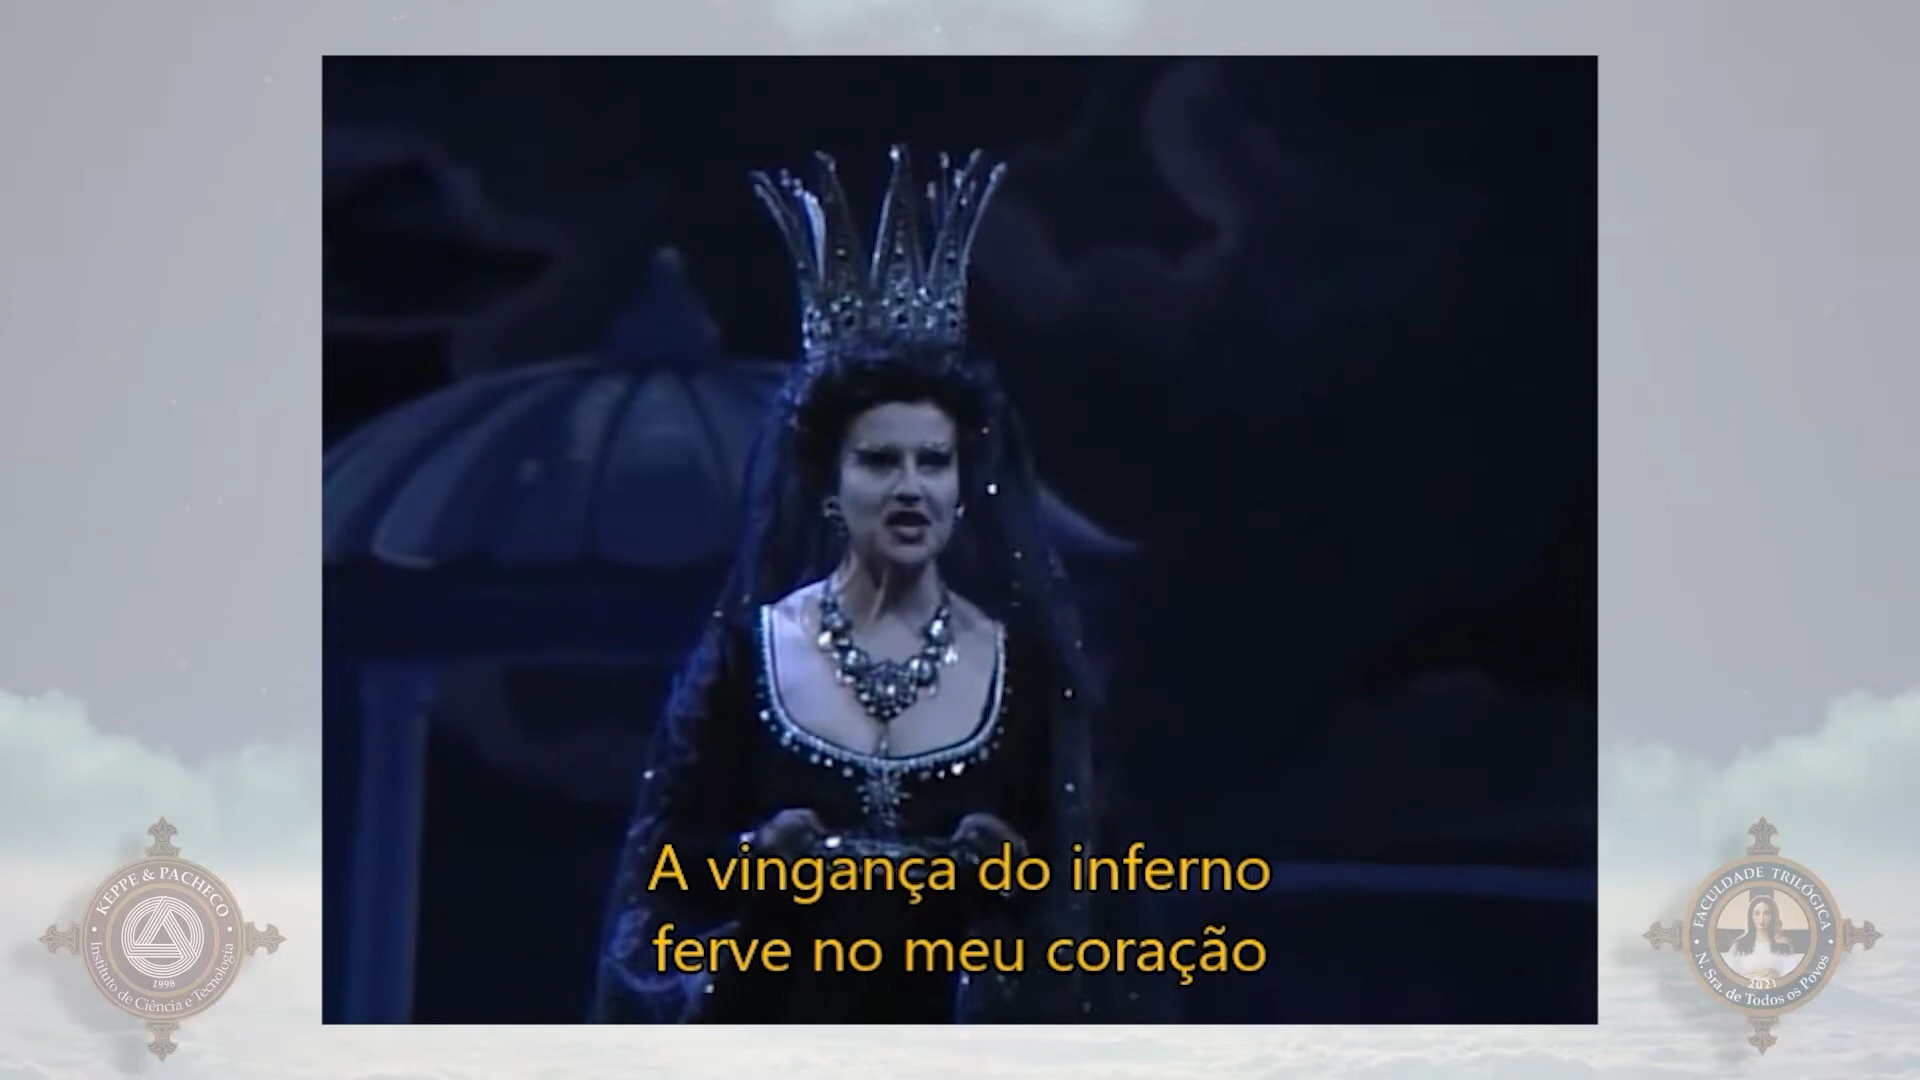 A vingança do inferno
ferve no meu coração
KEPPE & PACHECO
Instituto de Ciência e Tecnologia
1998
FACULDADE TRILÓGICA
N. Sra. de Todos os Povos
2021